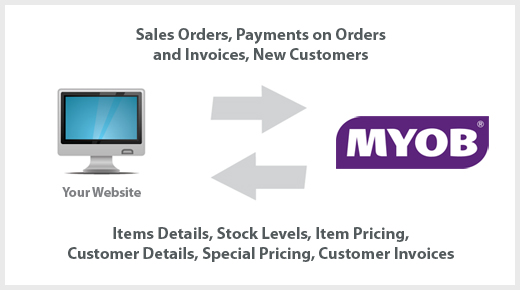 Sales Orders, Payments on Orders
and Invoices, New Customers
Your Website
MYOB®
Items Details, Stock Levels, Item Pricing,
Customer Details, Special Pricing, Customer Invoices